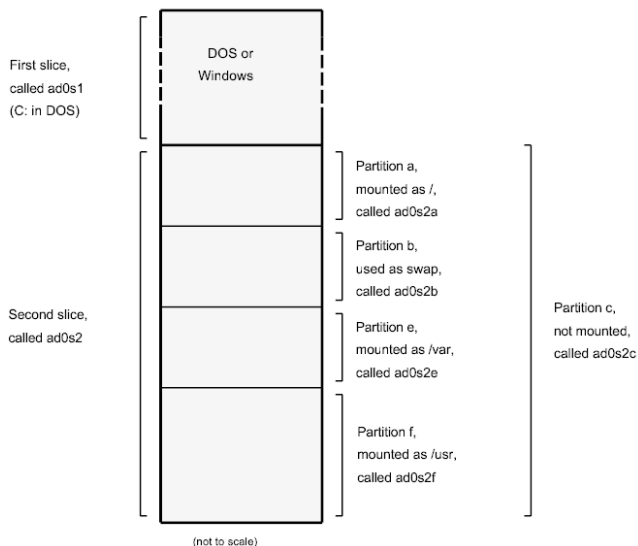 First slice,
called ad0s1
(C: in DOS)
DOS or
Windows
Second slice,
called ad0s2
Partition a,
mounted as /,
called ad0s2a
Partition b,
used as swap,
called ad0s2b
Partition e,
mounted as /var,
called ad0s2e
Partition f,
mounted as /usr,
called ad0s2f
Partition c,
not mounted,
called ad0s2c
(not to scale)